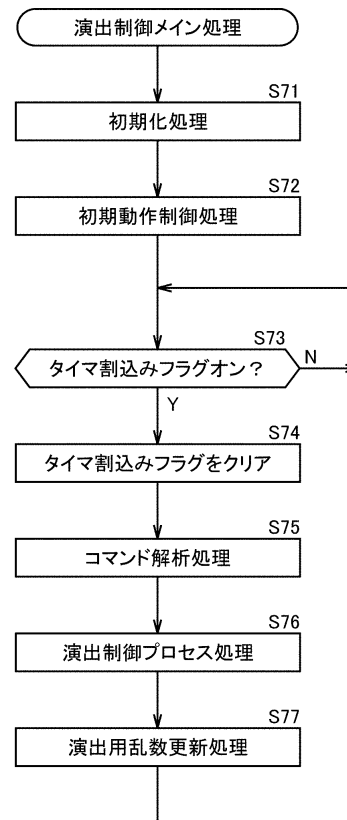 演出制御メイン処理
S71
初期化処理
S72
初期動作制御処理
S73
タイマ割込みフラグオン？
N
Y
S74
タイマ割込みフラグをクリア
S75
コマンド解析処理
S76
演出制御プロセス処理
S77
演出用乱数更新処理